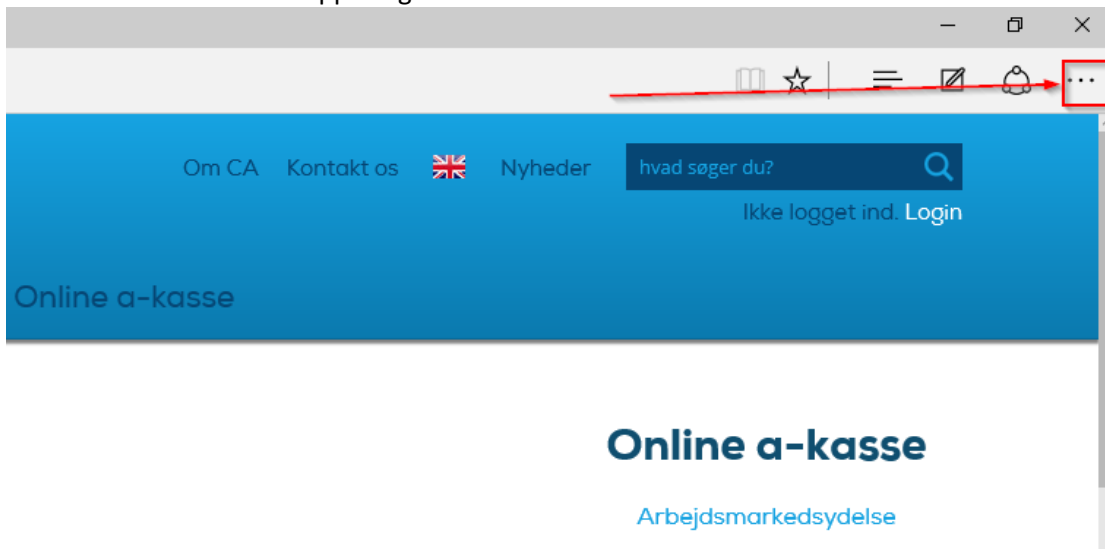 Om CA Kontakt os Nyheder hvad søger du?
Ikke logget ind. Login
Online a-kasse
Online a-kasse
Arbejdsmarkedsydelse